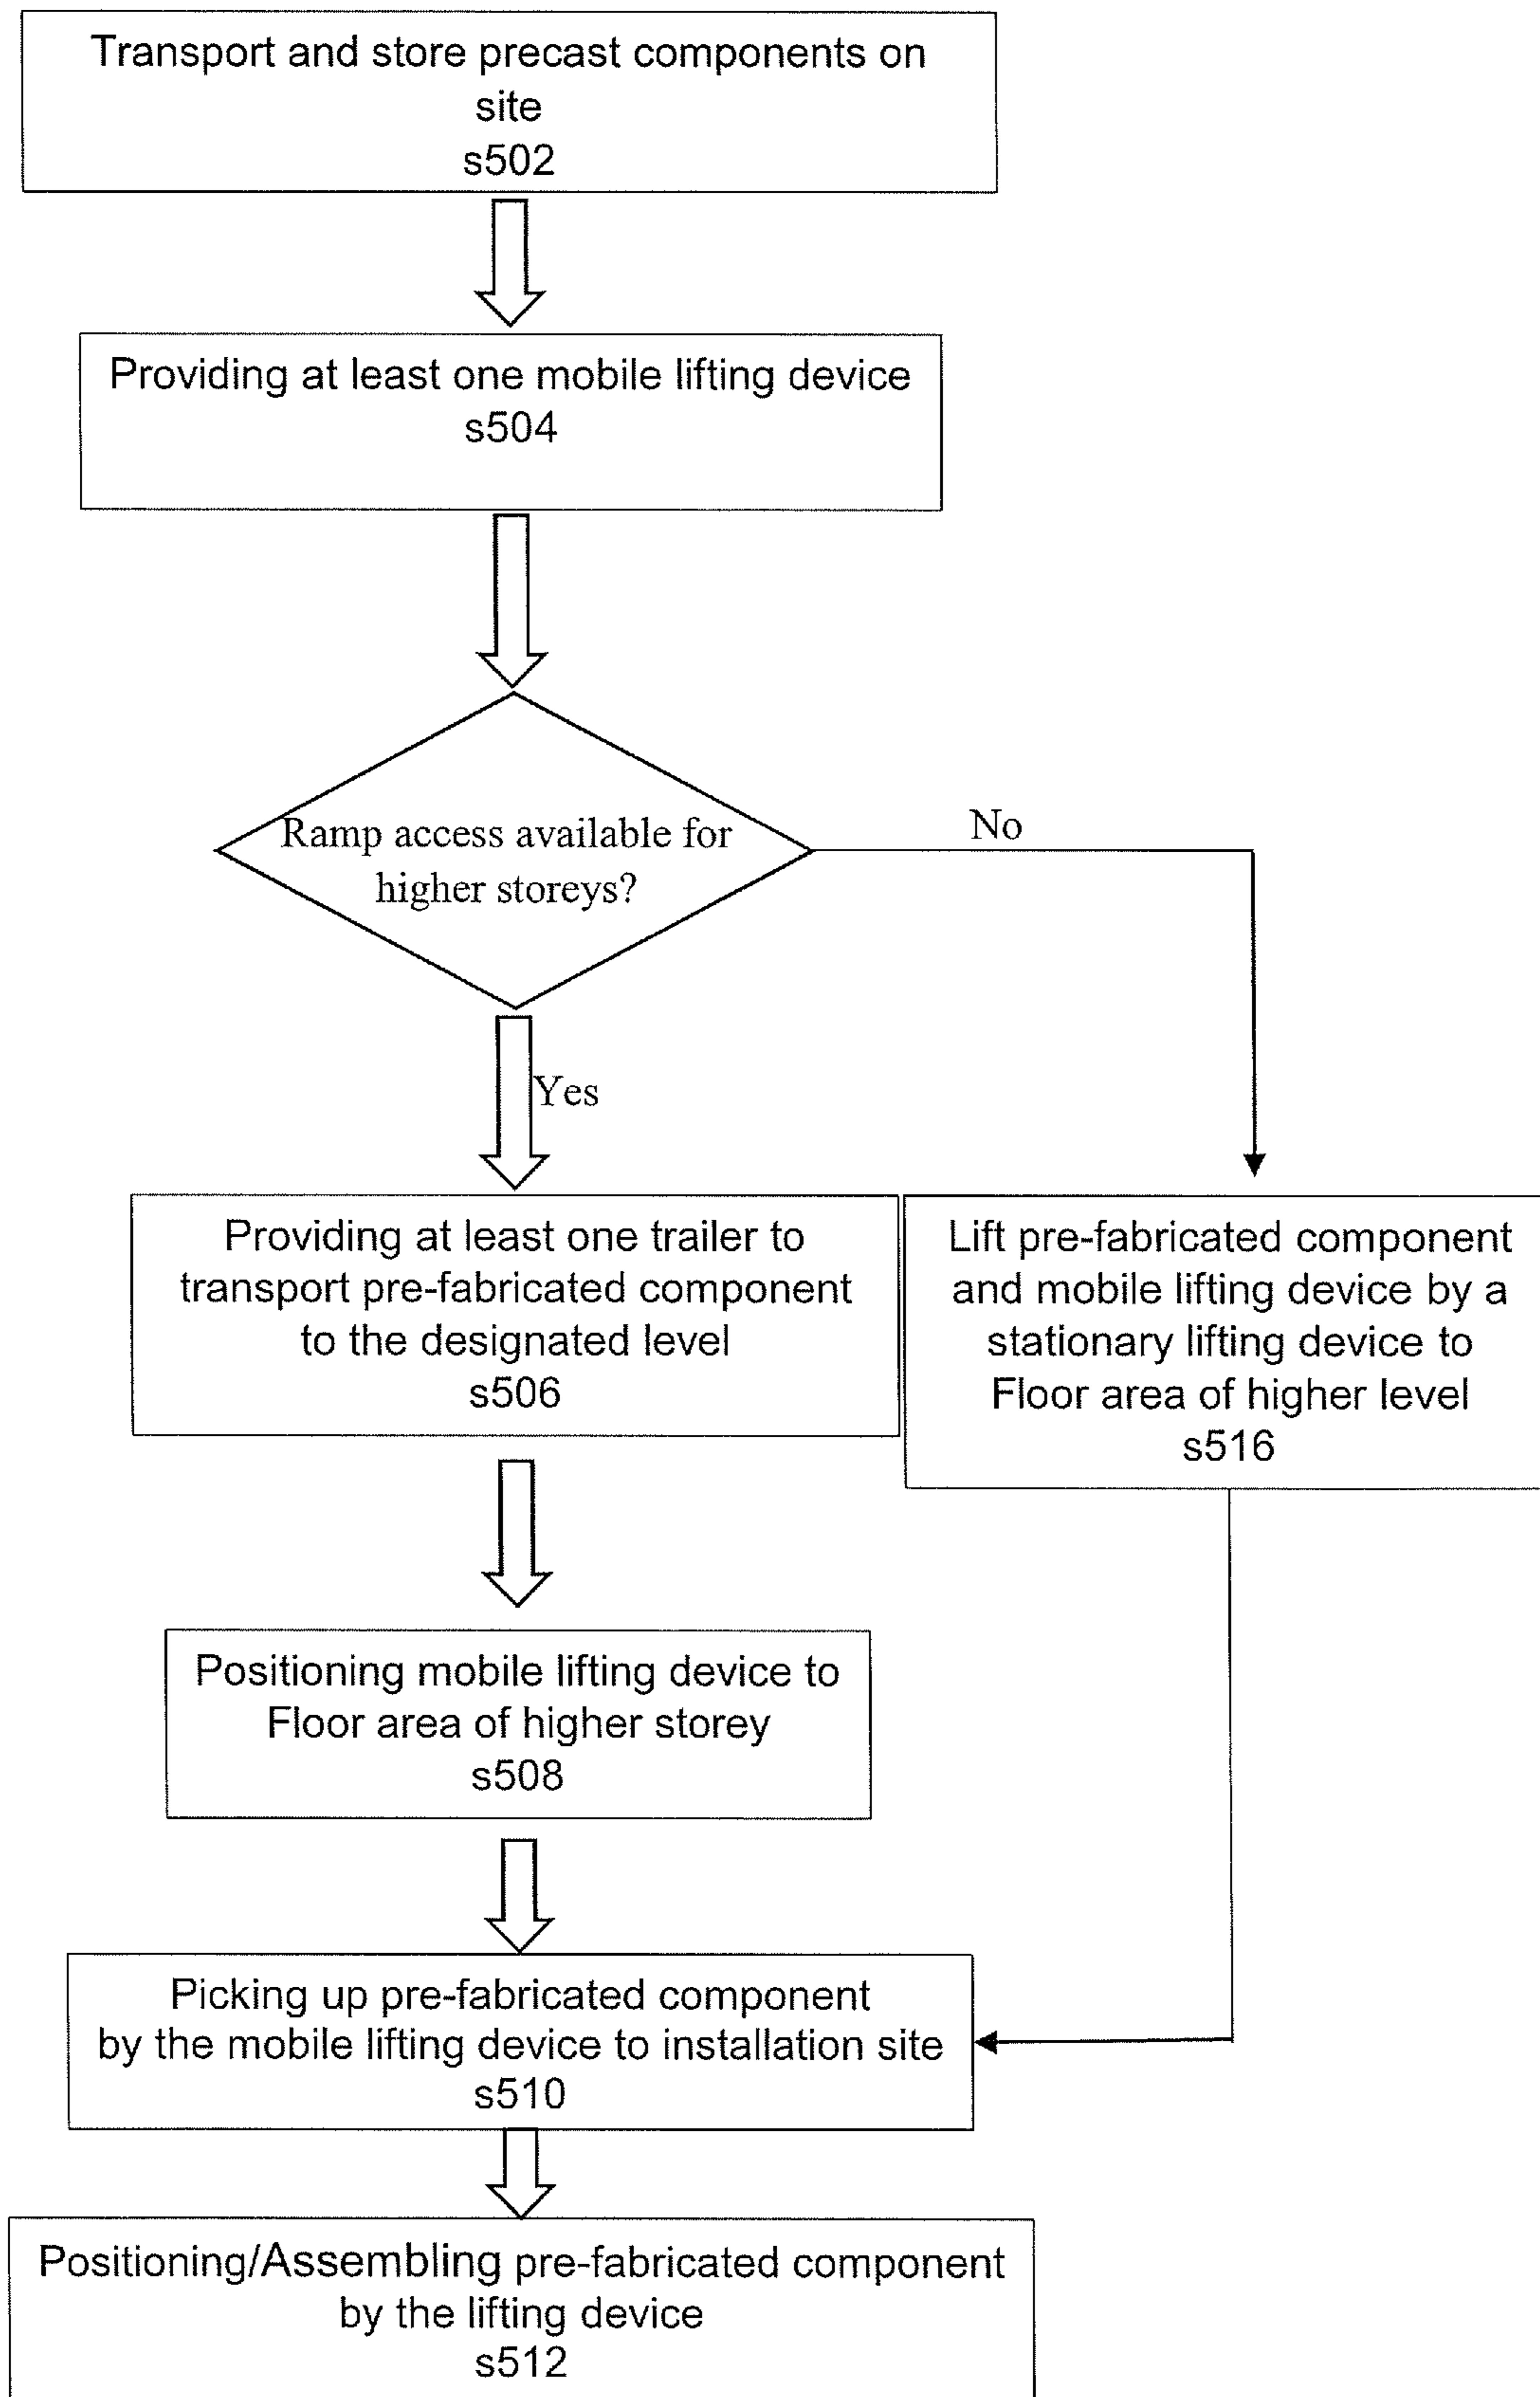 Transport and store precast components on
site
s502
Providing at least one mobile lifting device
s504
Ramp access available for
higher storeys?
No
Yes
Providing at least one trailer to
transport pre-fabricated component
to the designated level
s506
Lift pre-fabricated component
and mobile lifting device by a
stationary lifting device to
Floor area of higher level
s516
Positioning mobile lifting device to
Floor area of higher storey
s508
Picking up pre-fabricated component
by the mobile lifting device to installation site
s510
Positioning/Assembling pre-fabricated component
by the lifting device
s512